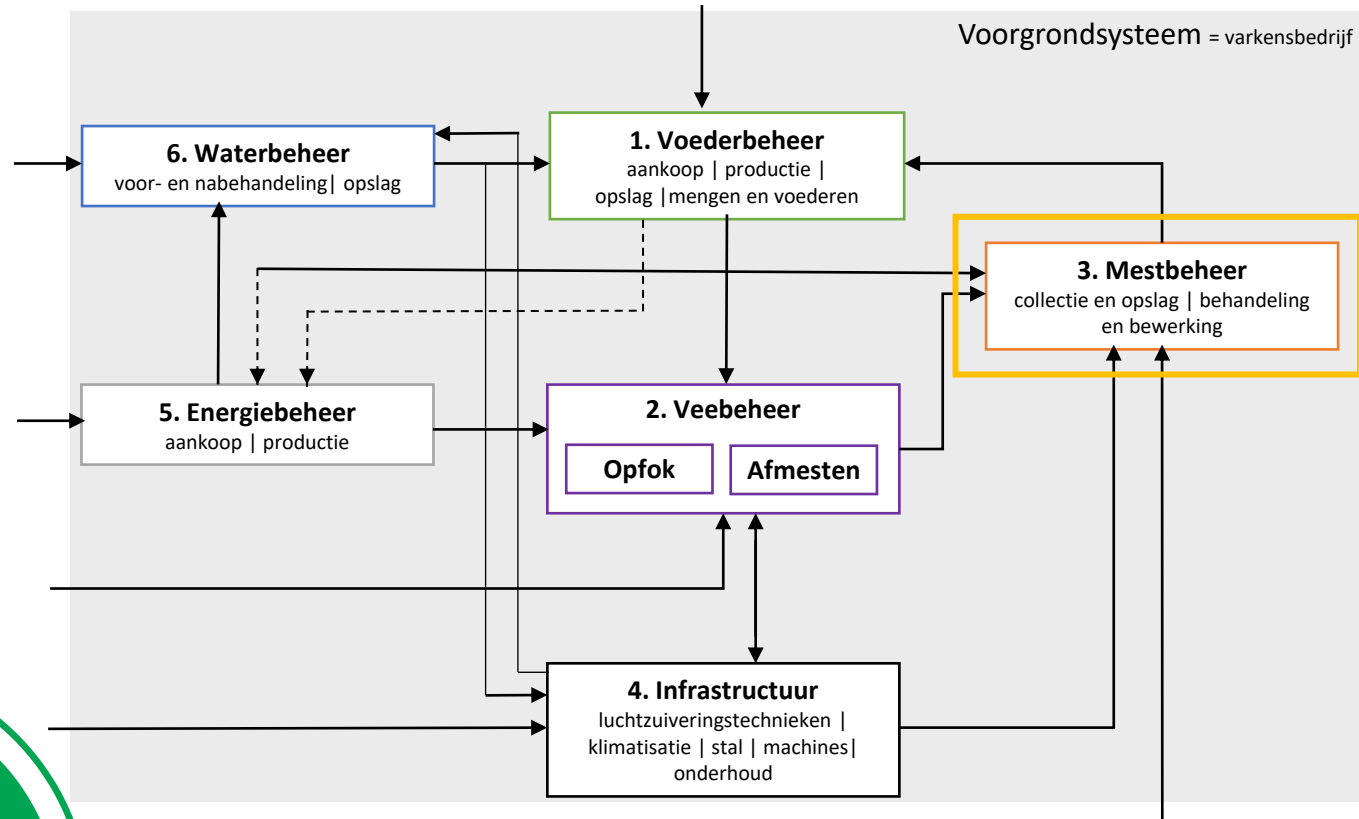 Voorgrondsysteem = varkensbedrijf
6. Waterbeheer
voor- en nabehandeling| opslag
1. Voederbeheer
aankoop | productie |
opslag |mengen en voederen
3. Mestbeheer
collectie en opslag | behandeling
en bewerking
5. Energiebeheer
aankoop | productie
2. Veebeheer
Opfok
Afmesten
4. Infrastructuur
luchtzuiveringstechnieken |
klimatisatie | stal | machines|
onderhoud